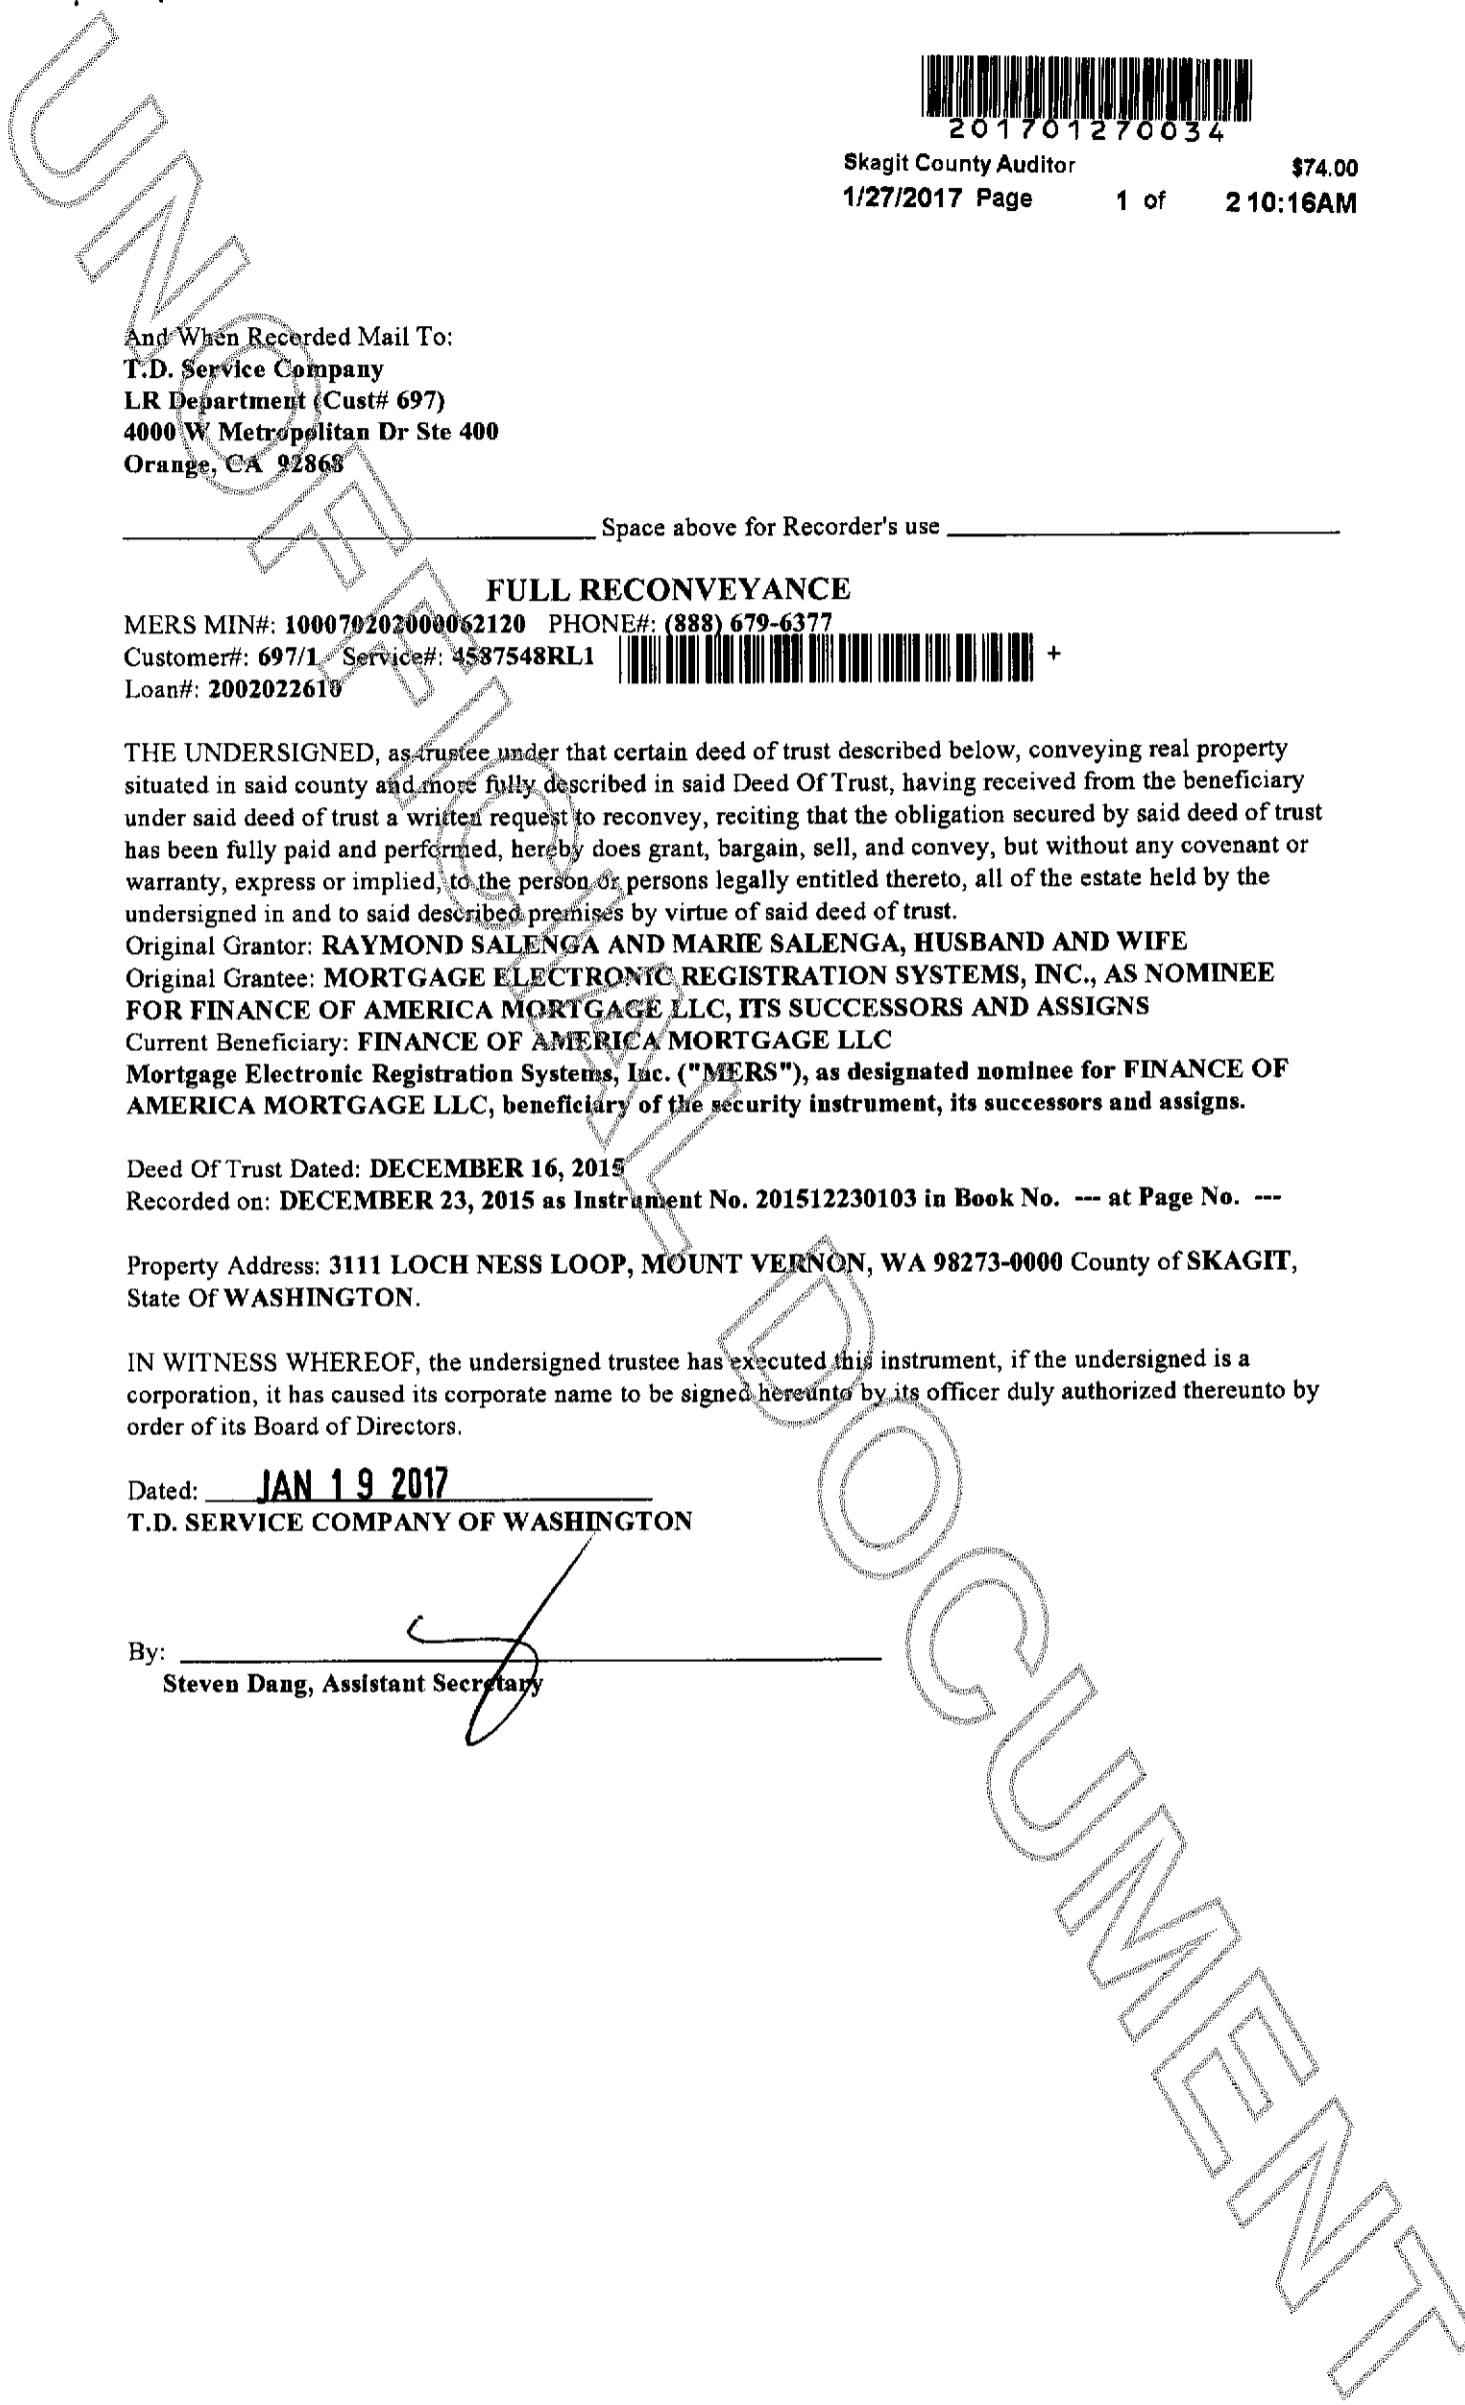 201701270034
Skagit County Auditor $74.00
1/27/2017 Page 1 of 2 10:16AM
And When Recorded Mail To:
T.D. Service Company
LR Department (Cust# 697)
4000 W Metropolitan Dr Ste 400
Orange, CA 92868
Space above for Recorder's use
FULL RECONVEYANCE
MERS MIN#: 100070202000062120 PHONE#: (888) 679-6377
Customer#: 697/1 Service#: 4587548RL1 +
Loan#: 2002022610
THE UNDERSIGNED, as trustee under that certain deed of trust described below, conveying real property
situated in said county and more fully described in said Deed Of Trust, having received from the beneficiary
under said deed of trust a written request to reconvey, reciting that the obligation secured by said deed of trust
has been fully paid and performed, hereby does grant, bargain, sell, and convey, but without any covenant or
warranty, express or implied, to the person or persons legally entitled thereto, all of the estate held by the
undersigned in and to said described premises by virtue of said deed of trust.
Original Grantor: RAYMOND SALENGA AND MARIE SALENGA, HUSBAND AND WIFE
Original Grantee: MORTGAGE ELECTRONIC REGISTRATION SYSTEMS, INC., AS NOMINEE
FOR FINANCE OF AMERICA MORTGAGE LLC, ITS SUCCESSORS AND ASSIGNS
Current Beneficiary: FINANCE OF AMERICA MORTGAGE LLC
Mortgage Electronic Registration Systems, Inc. ("MERS"), as designated nominee for FINANCE OF
AMERICA MORTGAGE LLC, beneficiary of the security instrument, its successors and assigns.
Deed Of Trust Dated: DECEMBER 16, 2015
Recorded on: DECEMBER 23, 2015 as Instrument No. 201512230103 in Book No. --- at Page No. ---
Property Address: 3111 LOCH NESS LOOP, MOUNT VERNON, WA 98273-0000 County of SKAGIT,
State Of WASHINGTON.
IN WITNESS WHEREOF, the undersigned trustee has executed this instrument, if the undersigned is a
corporation, it has caused its corporate name to be signed hereunto by its officer duly authorized thereunto by
order of its Board of Directors.
Dated: JAN 19 2017
T.D. SERVICE COMPANY OF WASHINGTON
By:
Steven Dang, Assistant Secretary
UNOFFICIAL DOCUMENT